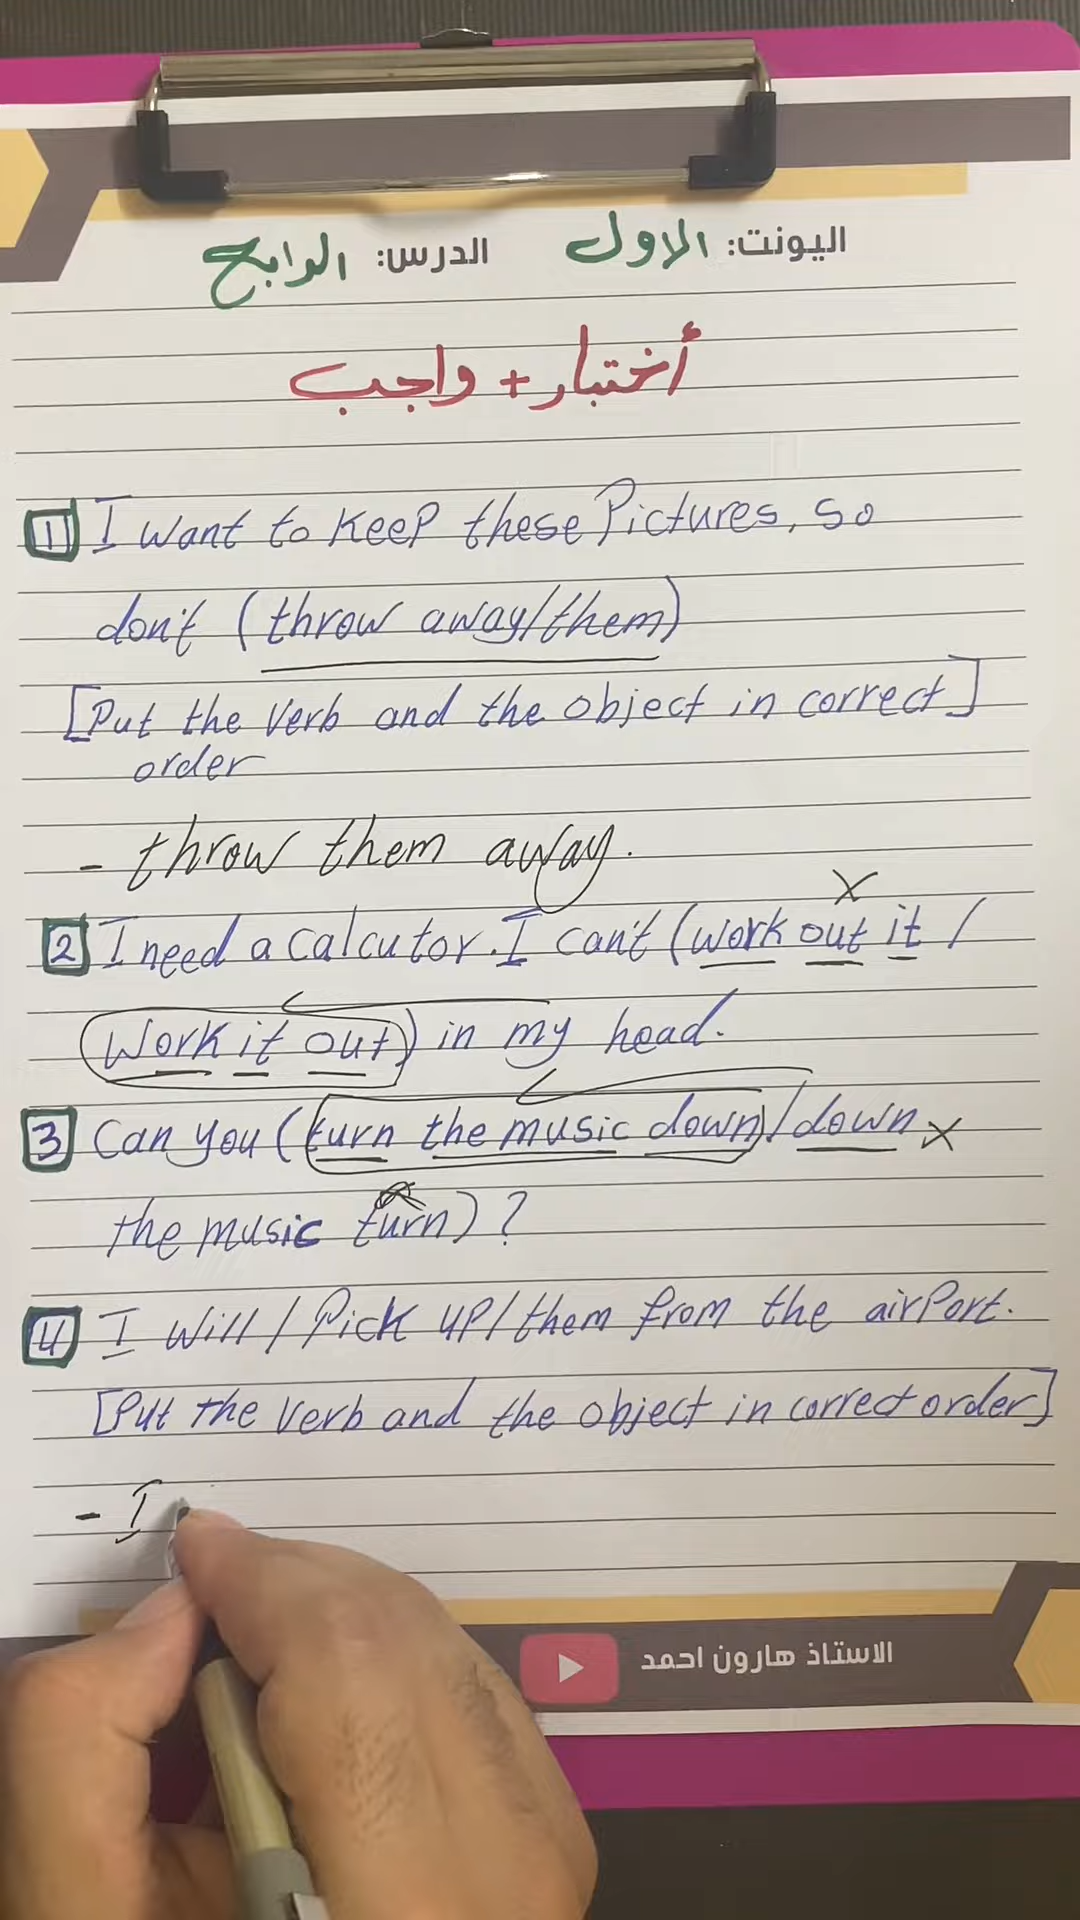 اليونت: الاول الدرس: الرابع
أختبار + واجب
1 I want to keep these Pictures, so
don't (throw away/them)
[Put the verb and the object in correct]
order
- throw them away.
x
2 I need a calcutor. I can't (work out it /
work it out) in my head.
3 Can you (turn the music down)/down x
the music turn) ?
4 I will / Pick up / them from the airport.
[Put the verb and the object in correct order]
- I
الاستاذ هارون احمد